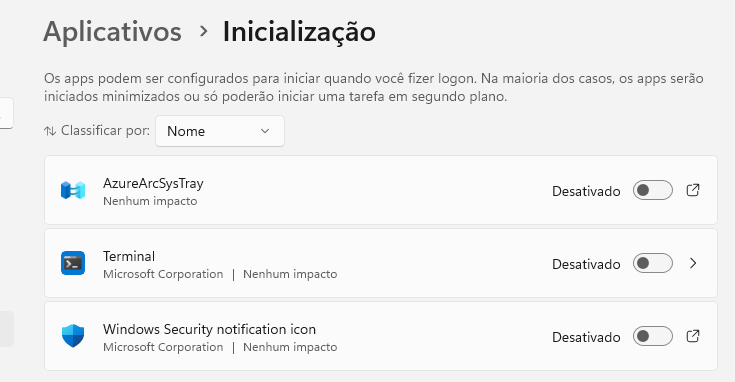 Aplicativos > Inicialização
Os apps podem ser configurados para iniciar quando você fizer logon. Na maioria dos casos, os apps serão
iniciados minimizados ou só poderão iniciar uma tarefa em segundo plano.
Classificar por: Nome
AzureArcSysTray
Nenhum impacto
Desativado
Terminal
Microsoft Corporation | Nenhum impacto
Desativado
Windows Security notification icon
Microsoft Corporation | Nenhum impacto
Desativado